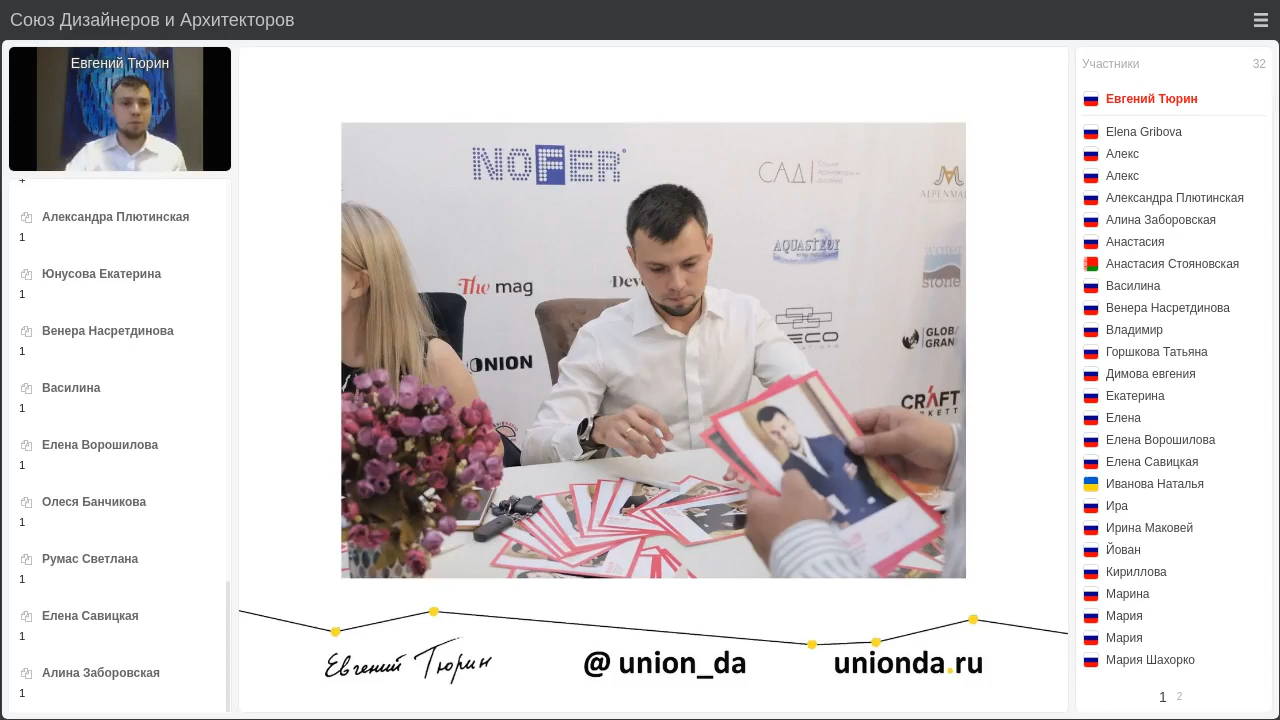 Союз Дизайнеров и Архитекторов
Евгений Тюрин
Александра Плютинская
1
Юнусова Екатерина
1
Венера Насретдинова
1
Василина
1
Елена Ворошилова
1
Олеся Банчикова
1
Румас Светлана
1
Елена Савицкая
1
Алина Заборовская
1
NOFER
САД
AQUASTROY
The mag
UNION
CRAFT
Евгений Тюрин
@ union_da
unionda.ru
Участники 32
Евгений Тюрин
Elena Gribova
Алекс
Алекс
Александра Плютинская
Алина Заборовская
Анастасия
Анастасия Стояновская
Василина
Венера Насретдинова
Владимир
Горшкова Татьяна
Димова евгения
Екатерина
Елена
Елена Ворошилова
Елена Савицкая
Иванова Наталья
Ира
Ирина Маковей
Йован
Кириллова
Марина
Мария
Мария
Мария Шахорко
1 2